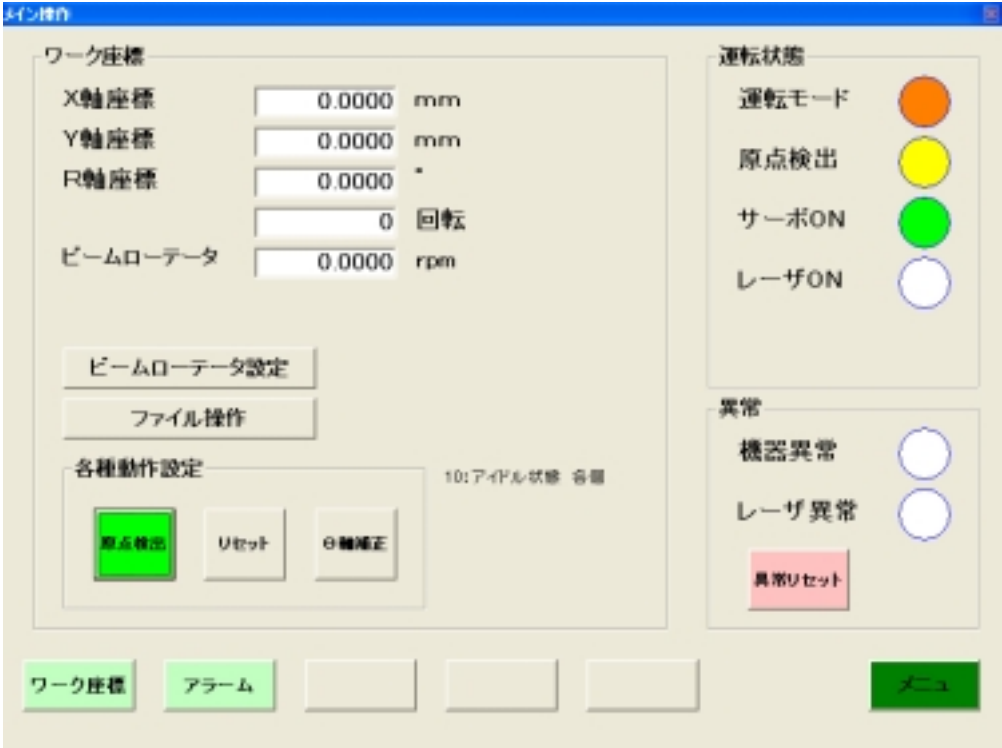 メイン操作
ワーク座標
X軸座標 0.0000 mm
Y軸座標 0.0000 mm
R軸座標 0.0000 °
0 回転
ビームローテータ 0.0000 rpm
ビームローテータ設定
ファイル操作
各種動作設定
原点検出 リセット Θ軸補正
10:アイドル状態
運転状態
運転モード
原点検出
サーボON
レーザON
異常
機器異常
レーザ異常
異常リセット
ワーク座標 アラーム メニュ